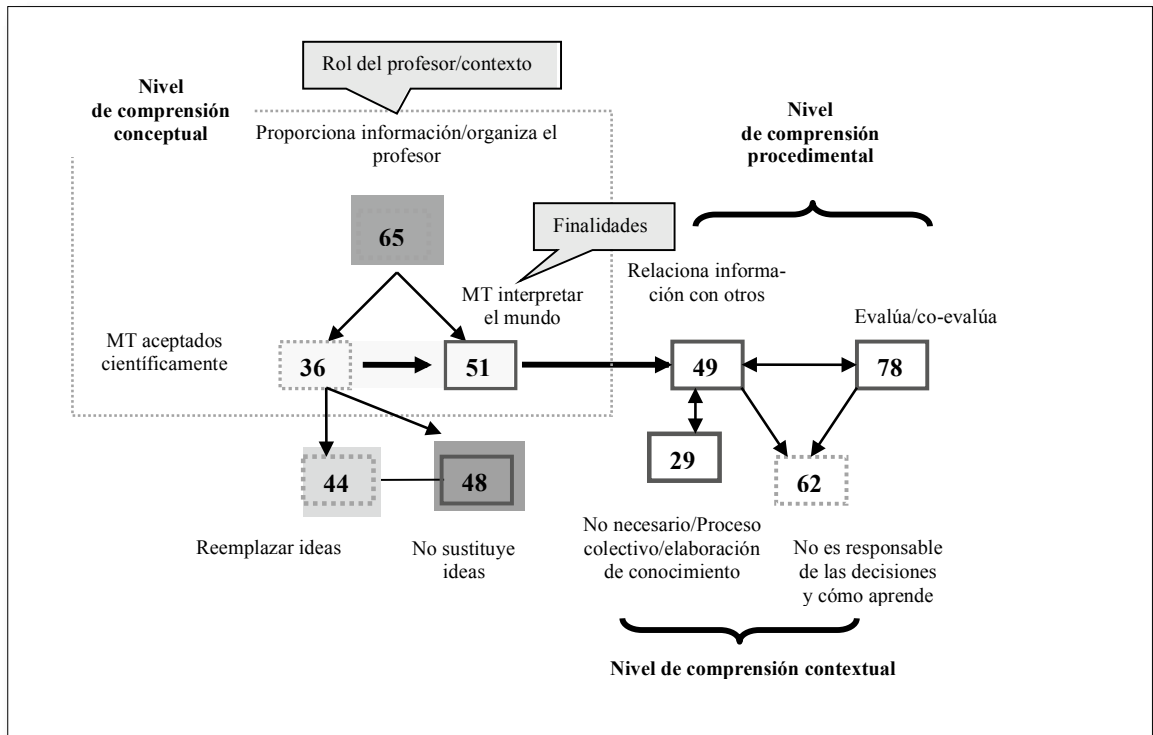 Rol del profesor/contexto
Nivel
de comprensión
conceptual
Proporciona información/organiza el
profesor
Nivel
de comprensión
procedimental
65
Finalidades
MT interpretar
el mundo
Relaciona informa-
ción con otros
Evalúa/co-evalúa
MT aceptados
científicamente
36
51
49
78
44
48
29
62
Reemplazar ideas
No sustituye
ideas
No necesario/Proceso
colectivo/elaboración
de conocimiento
No es responsable
de las decisiones
y cómo aprende
Nivel de comprensión contextual